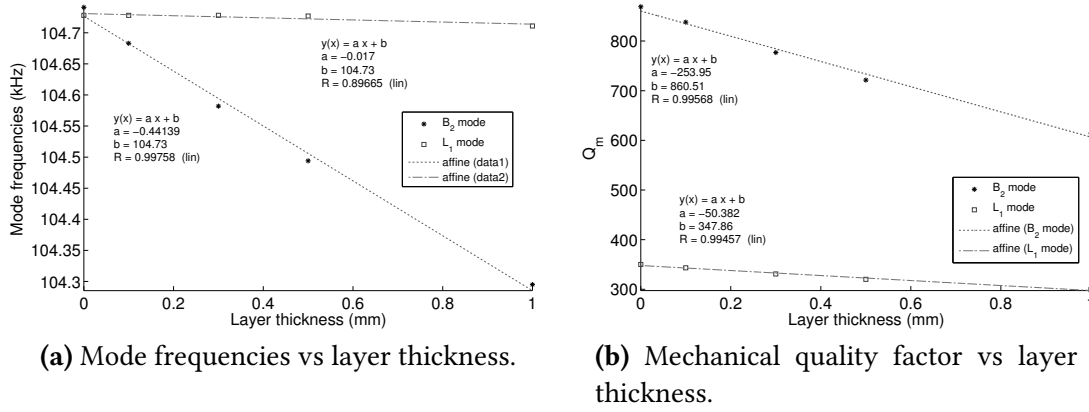 104.7
104.65
104.6
104.55
104.5
104.45
104.4
104.35
104.3
Mode frequencies (kHz)
y(x) = a x + b
a = −0.017
b = 104.73
R = 0.89665 (lin)
y(x) = a x + b
a = −0.44139
b = 104.73
R = 0.99758 (lin)
B2 mode
L1 mode
affine (data1)
affine (data2)
0 0.2 0.4 0.6 0.8 1
Layer thickness (mm)
(a) Mode frequencies vs layer thickness.
800
700
600
500
400
300
Qm
y(x) = a x + b
a = −253.95
b = 860.51
R = 0.99568 (lin)
y(x) = a x + b
a = −50.382
b = 347.86
R = 0.99457 (lin)
B2 mode
L1 mode
affine (B2 mode)
affine (L1 mode)
0 0.2 0.4 0.6 0.8
Layer thickness (mm)
(b) Mechanical quality factor vs layer
thickness.